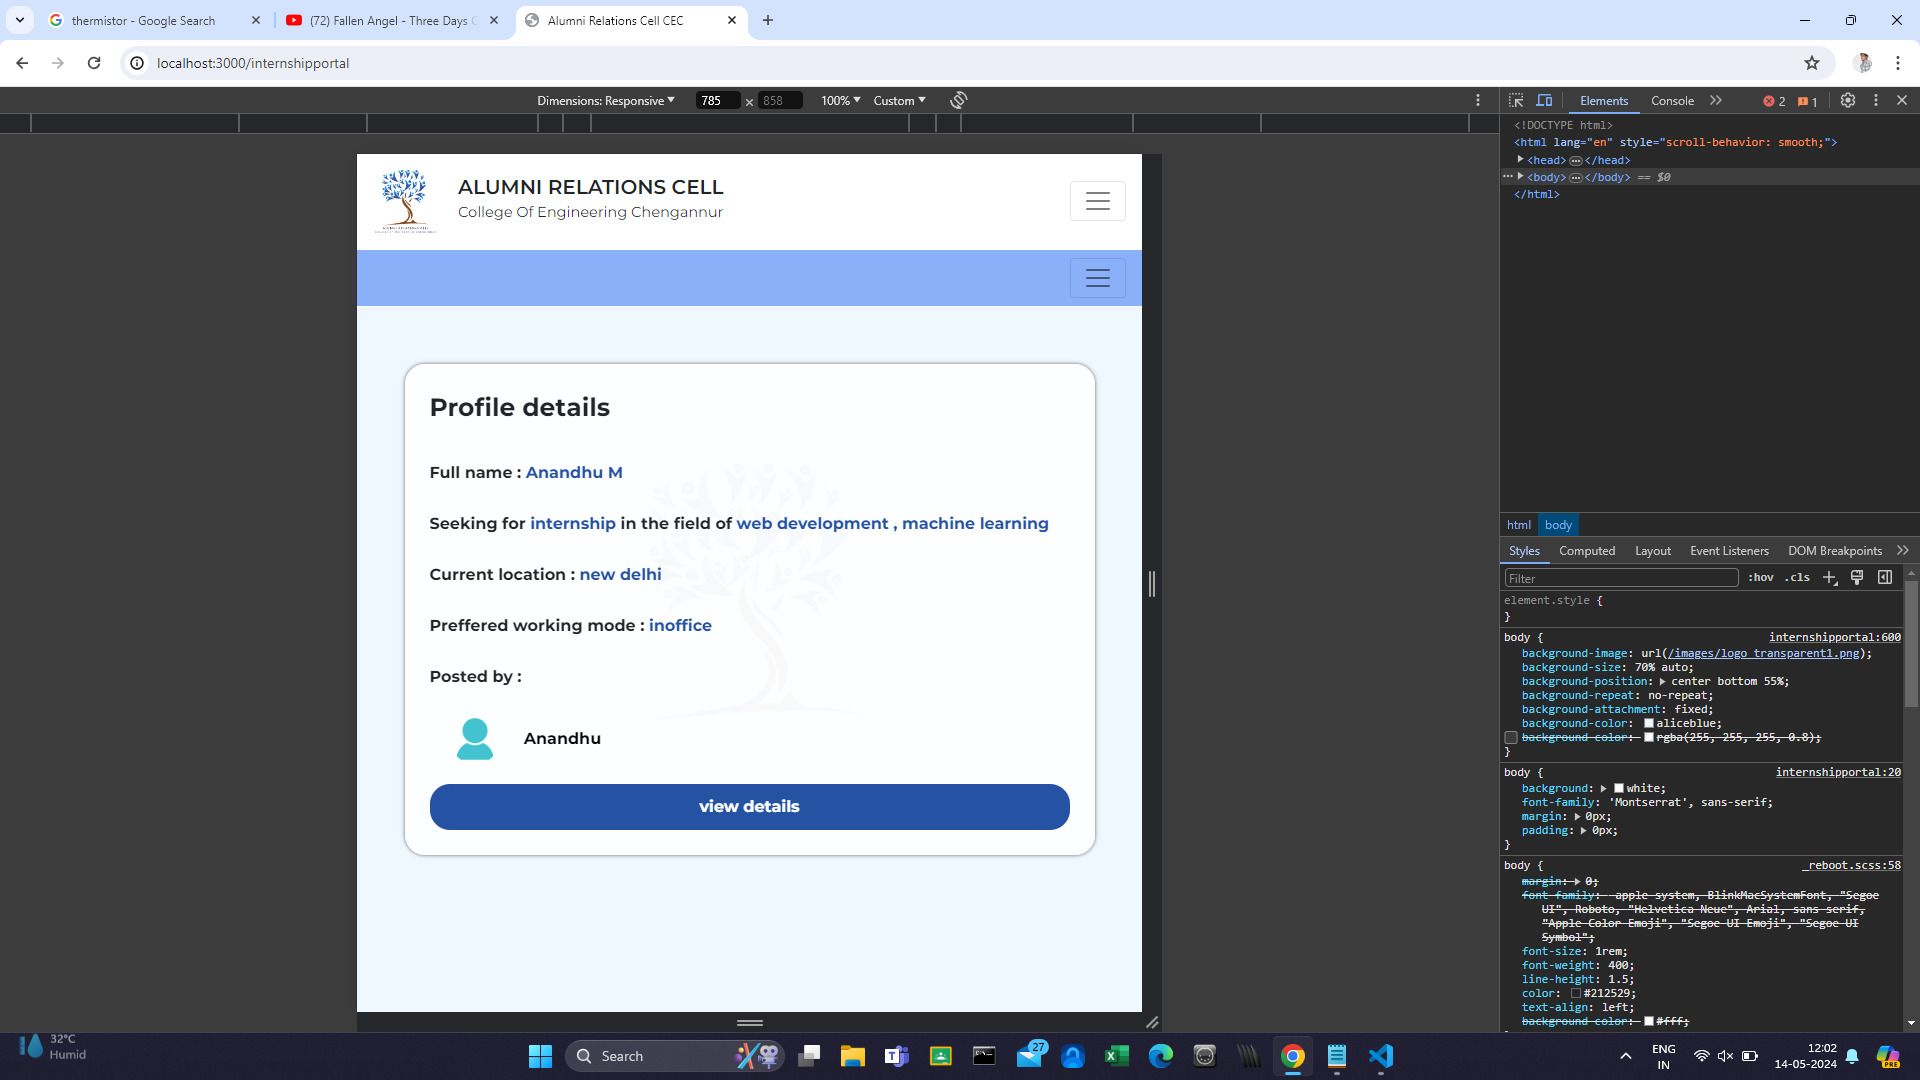 thermistor - Google Search
(72) Fallen Angel - Three Days G
Alumni Relations Cell CEC
localhost:3000/internshipportal
Dimensions: Responsive
785 × 858
100%
Custom
Elements
Console
2
1
<!DOCTYPE html>
<html lang="en" style="scroll-behavior: smooth;">
<head> </head>
<body> </body> == $0
</html>
ALUMNI RELATIONS CELL
College Of Engineering Chengannur
Profile details
Full name : Anandhu M
Seeking for internship in the field of web development , machine learning
Current location : new delhi
Preffered working mode : inoffice
Posted by :
Anandhu
view details
html body
Styles Computed Layout Event Listeners DOM Breakpoints
Filter :hov .cls
element.style {
}
body { internshipportal:600
background-image: url(/images/logo_transparent1.png);
background-size: 70% auto;
background-position: center bottom 55%;
background-repeat: no-repeat;
background-attachment: fixed;
background-color: aliceblue;
background-color: rgba(255, 255, 255, 0.8);
}
body { internshipportal:20
background: white;
font-family: 'Montserrat', sans-serif;
margin: 0px;
padding: 0px;
}
body { _reboot.scss:58
margin: 0;
font-family: -apple-system, BlinkMacSystemFont, "Segoe
UI", Roboto, "Helvetica Neue", Arial, sans-serif,
"Apple Color Emoji", "Segoe UI Emoji", "Segoe UI
Symbol";
font-size: 1rem;
font-weight: 400;
line-height: 1.5;
color: #212529;
text-align: left;
background-color: #fff;
32°C
Humid
Search
27
ENG
IN
12:02
14-05-2024
PRE